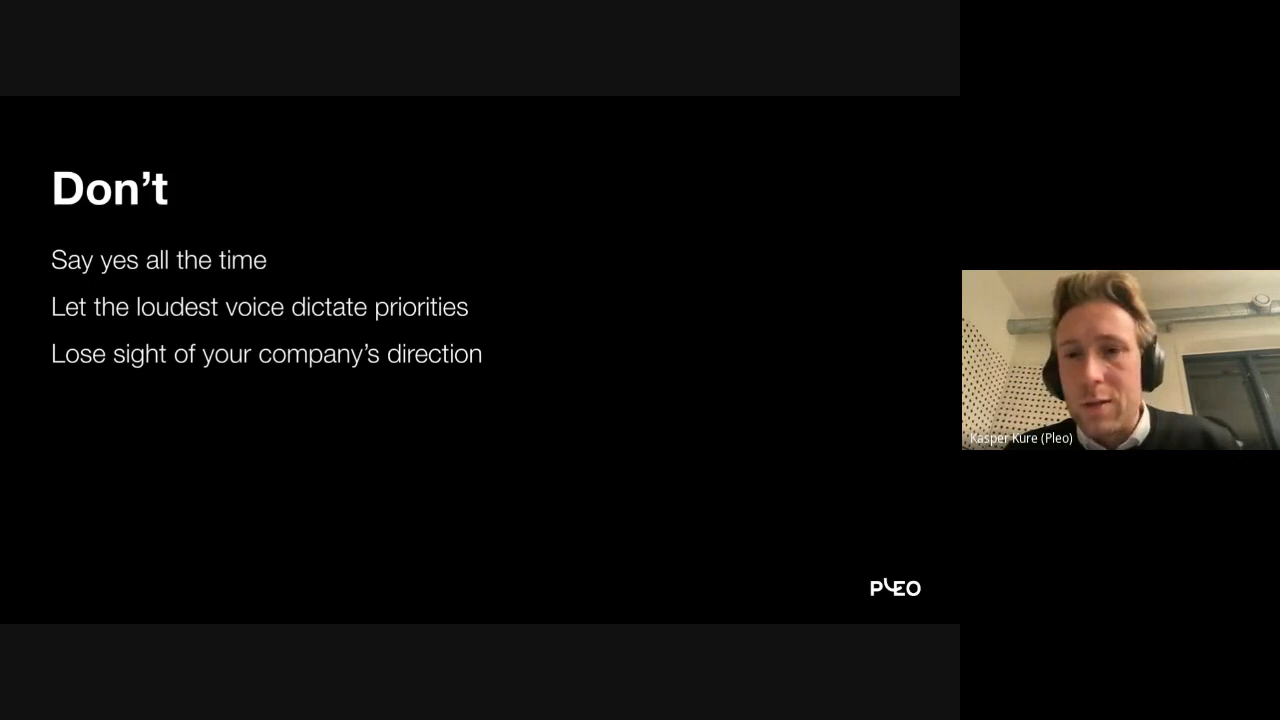 Don’t
Say yes all the time
Let the loudest voice dictate priorities
Lose sight of your company’s direction
PLEO
Kasper Kure (Pleo)